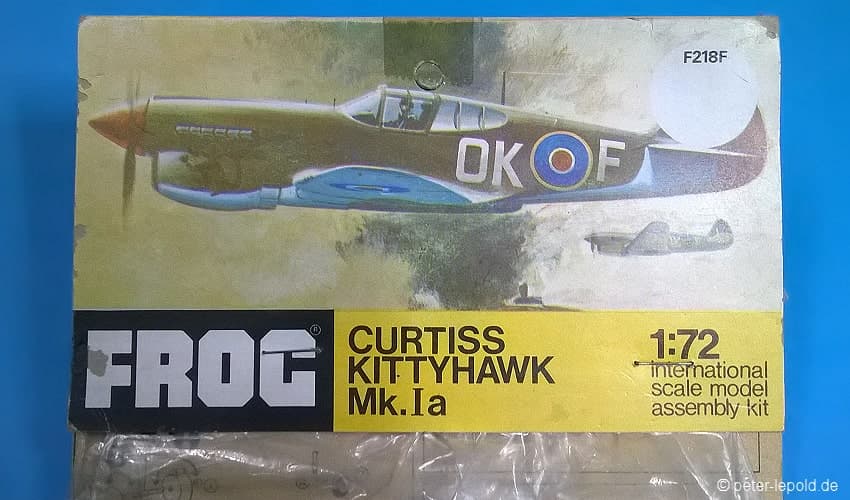 F218F
OK F
FROG®
CURTISS
KITTYHAWK
Mk.Ia
1:72
international
scale model
assembly kit
© peter-lepold.de